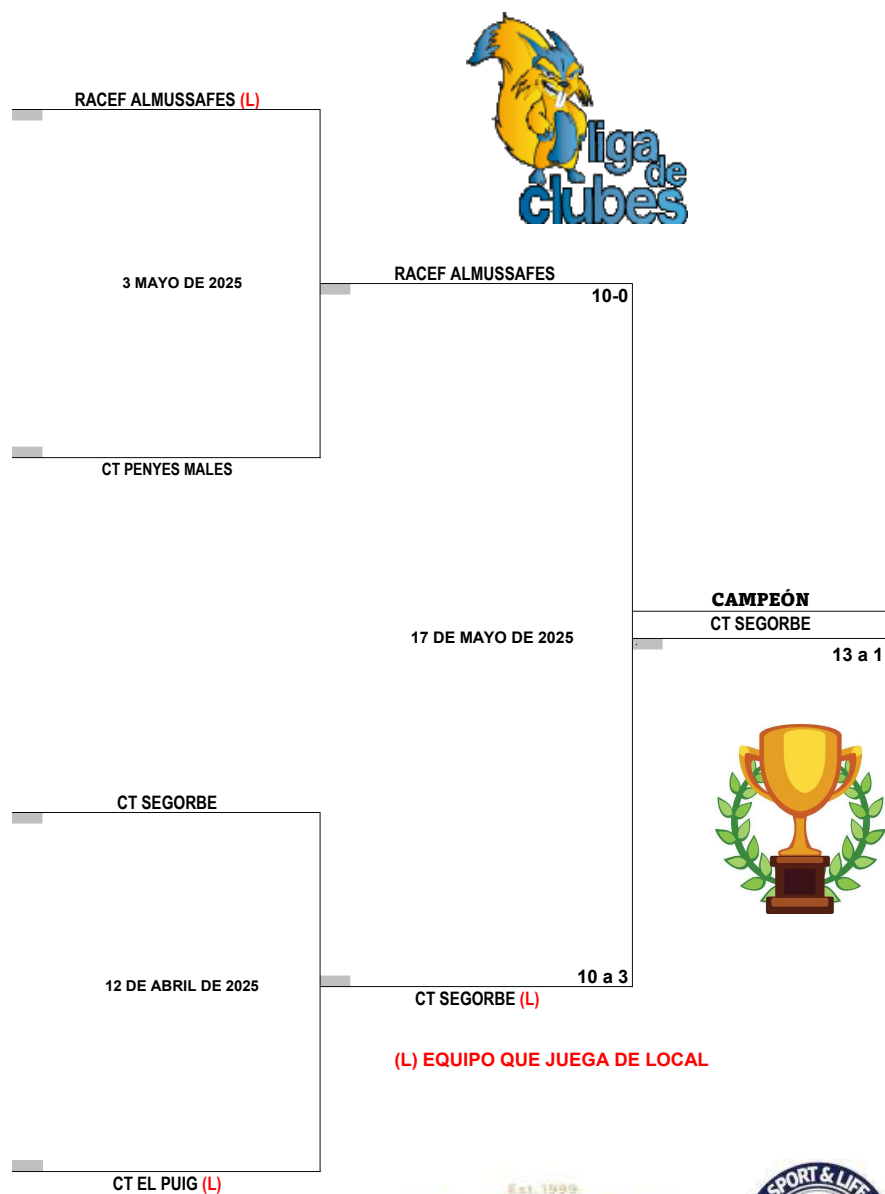 RACEF ALMUSSAFES (L)
liga
de
clubes
3 MAYO DE 2025
RACEF ALMUSSAFES
10-0
CT PENYES MALES
CAMPEÓN
CT SEGORBE
17 DE MAYO DE 2025
13 a 1
CT SEGORBE
12 DE ABRIL DE 2025
10 a 3
CT SEGORBE (L)
(L) EQUIPO QUE JUEGA DE LOCAL
CT EL PUIG (L)
Est. 1999
SPORT & LIFE